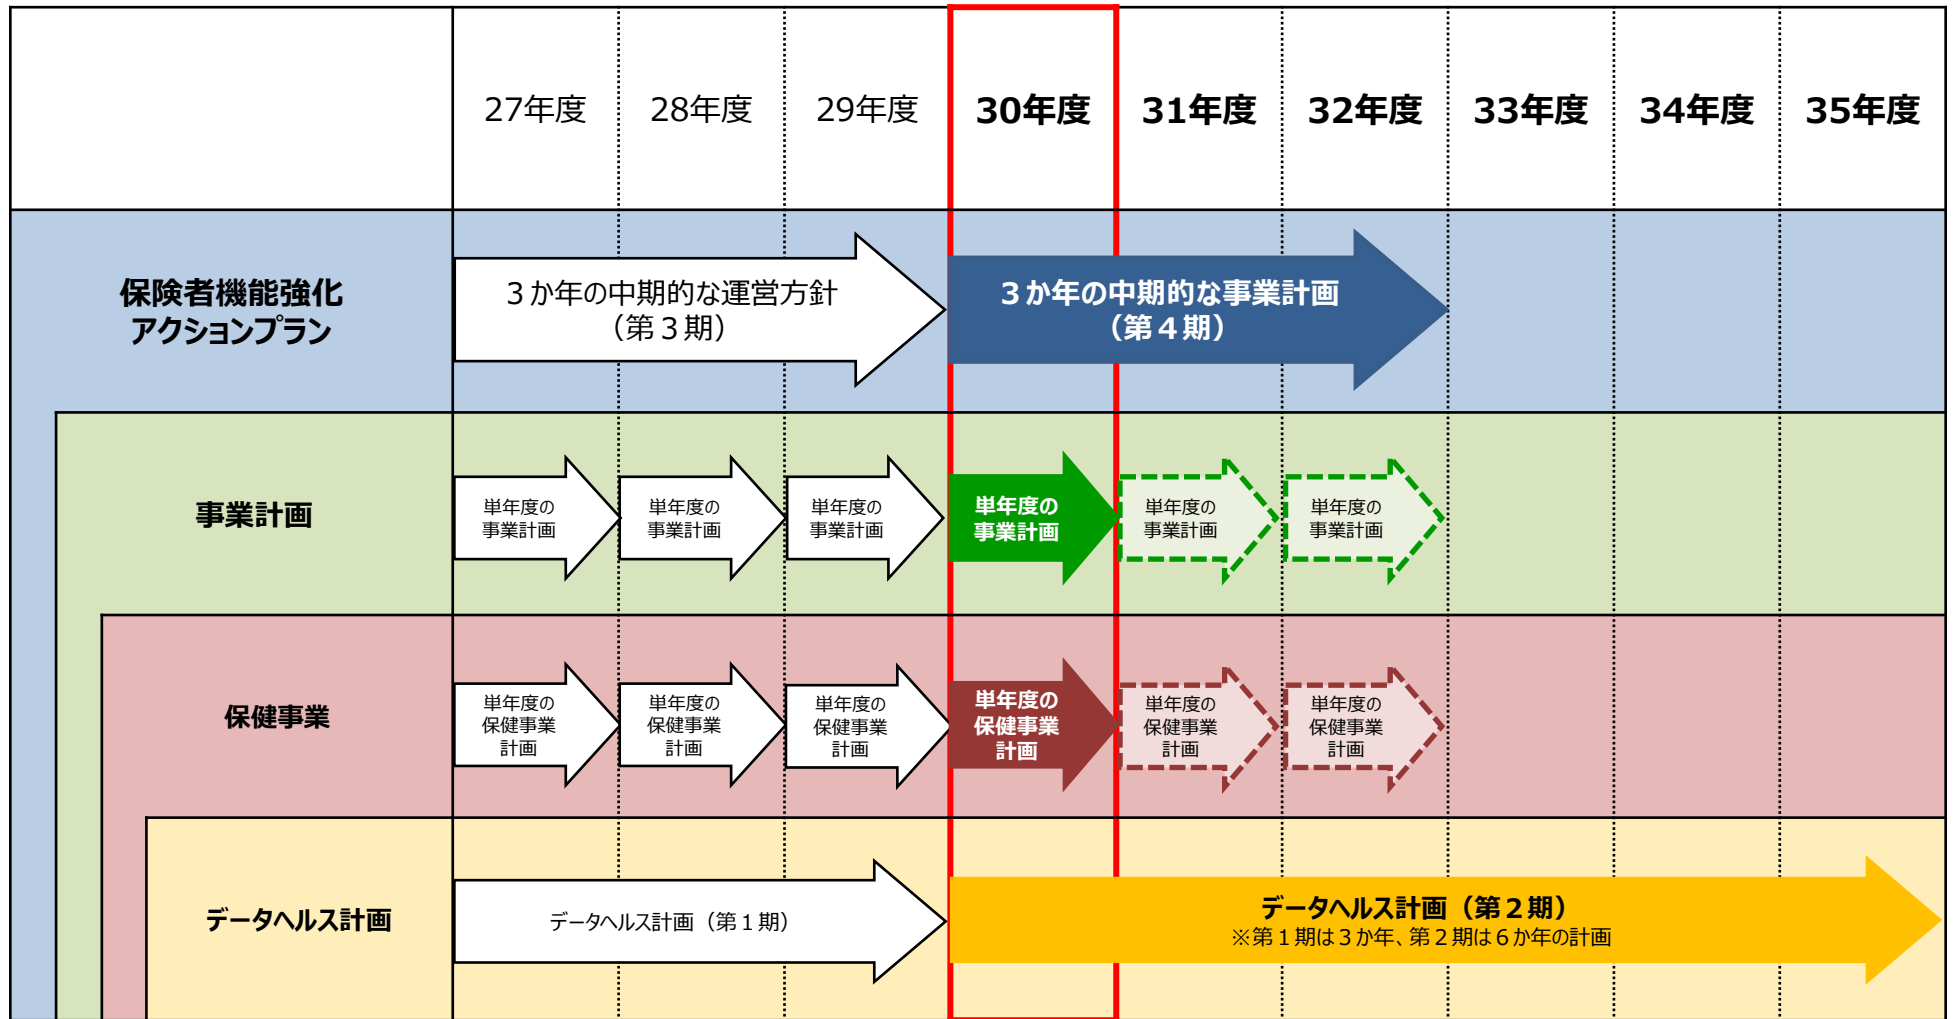 27年度
28年度
29年度
30年度
31年度
32年度
33年度
34年度
35年度
保険者機能強化
アクションプラン
３か年の中期的な運営方針
（第３期）
３か年の中期的な事業計画
（第４期）
事業計画
単年度の
事業計画
単年度の
事業計画
単年度の
事業計画
単年度の
事業計画
単年度の
事業計画
単年度の
事業計画
保健事業
単年度の
保健事業
計画
単年度の
保健事業
計画
単年度の
保健事業
計画
単年度の
保健事業
計画
単年度の
保健事業
計画
単年度の
保健事業
計画
データヘルス計画
データヘルス計画（第１期）
データヘルス計画（第２期）
※第１期は３か年、第２期は６か年の計画